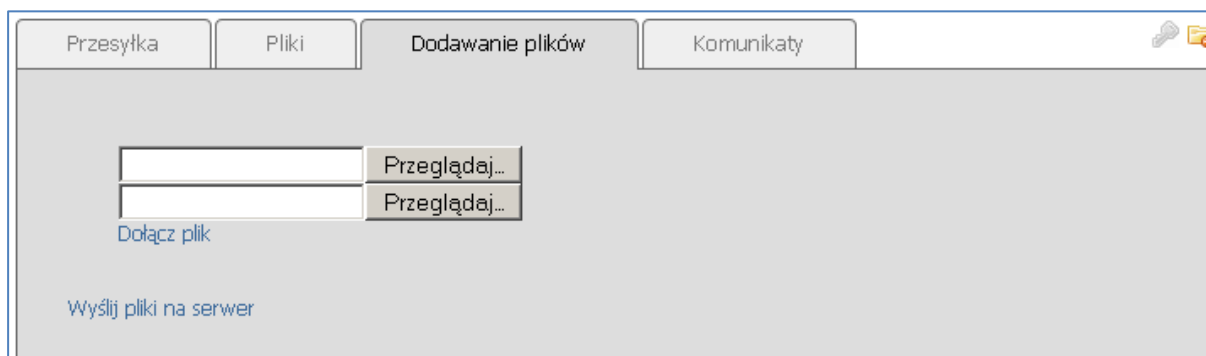 Przesyłka Pliki Dodawanie plików Komunikaty
Przeglądaj...
Przeglądaj...
Dołącz plik
Wyślij pliki na serwer